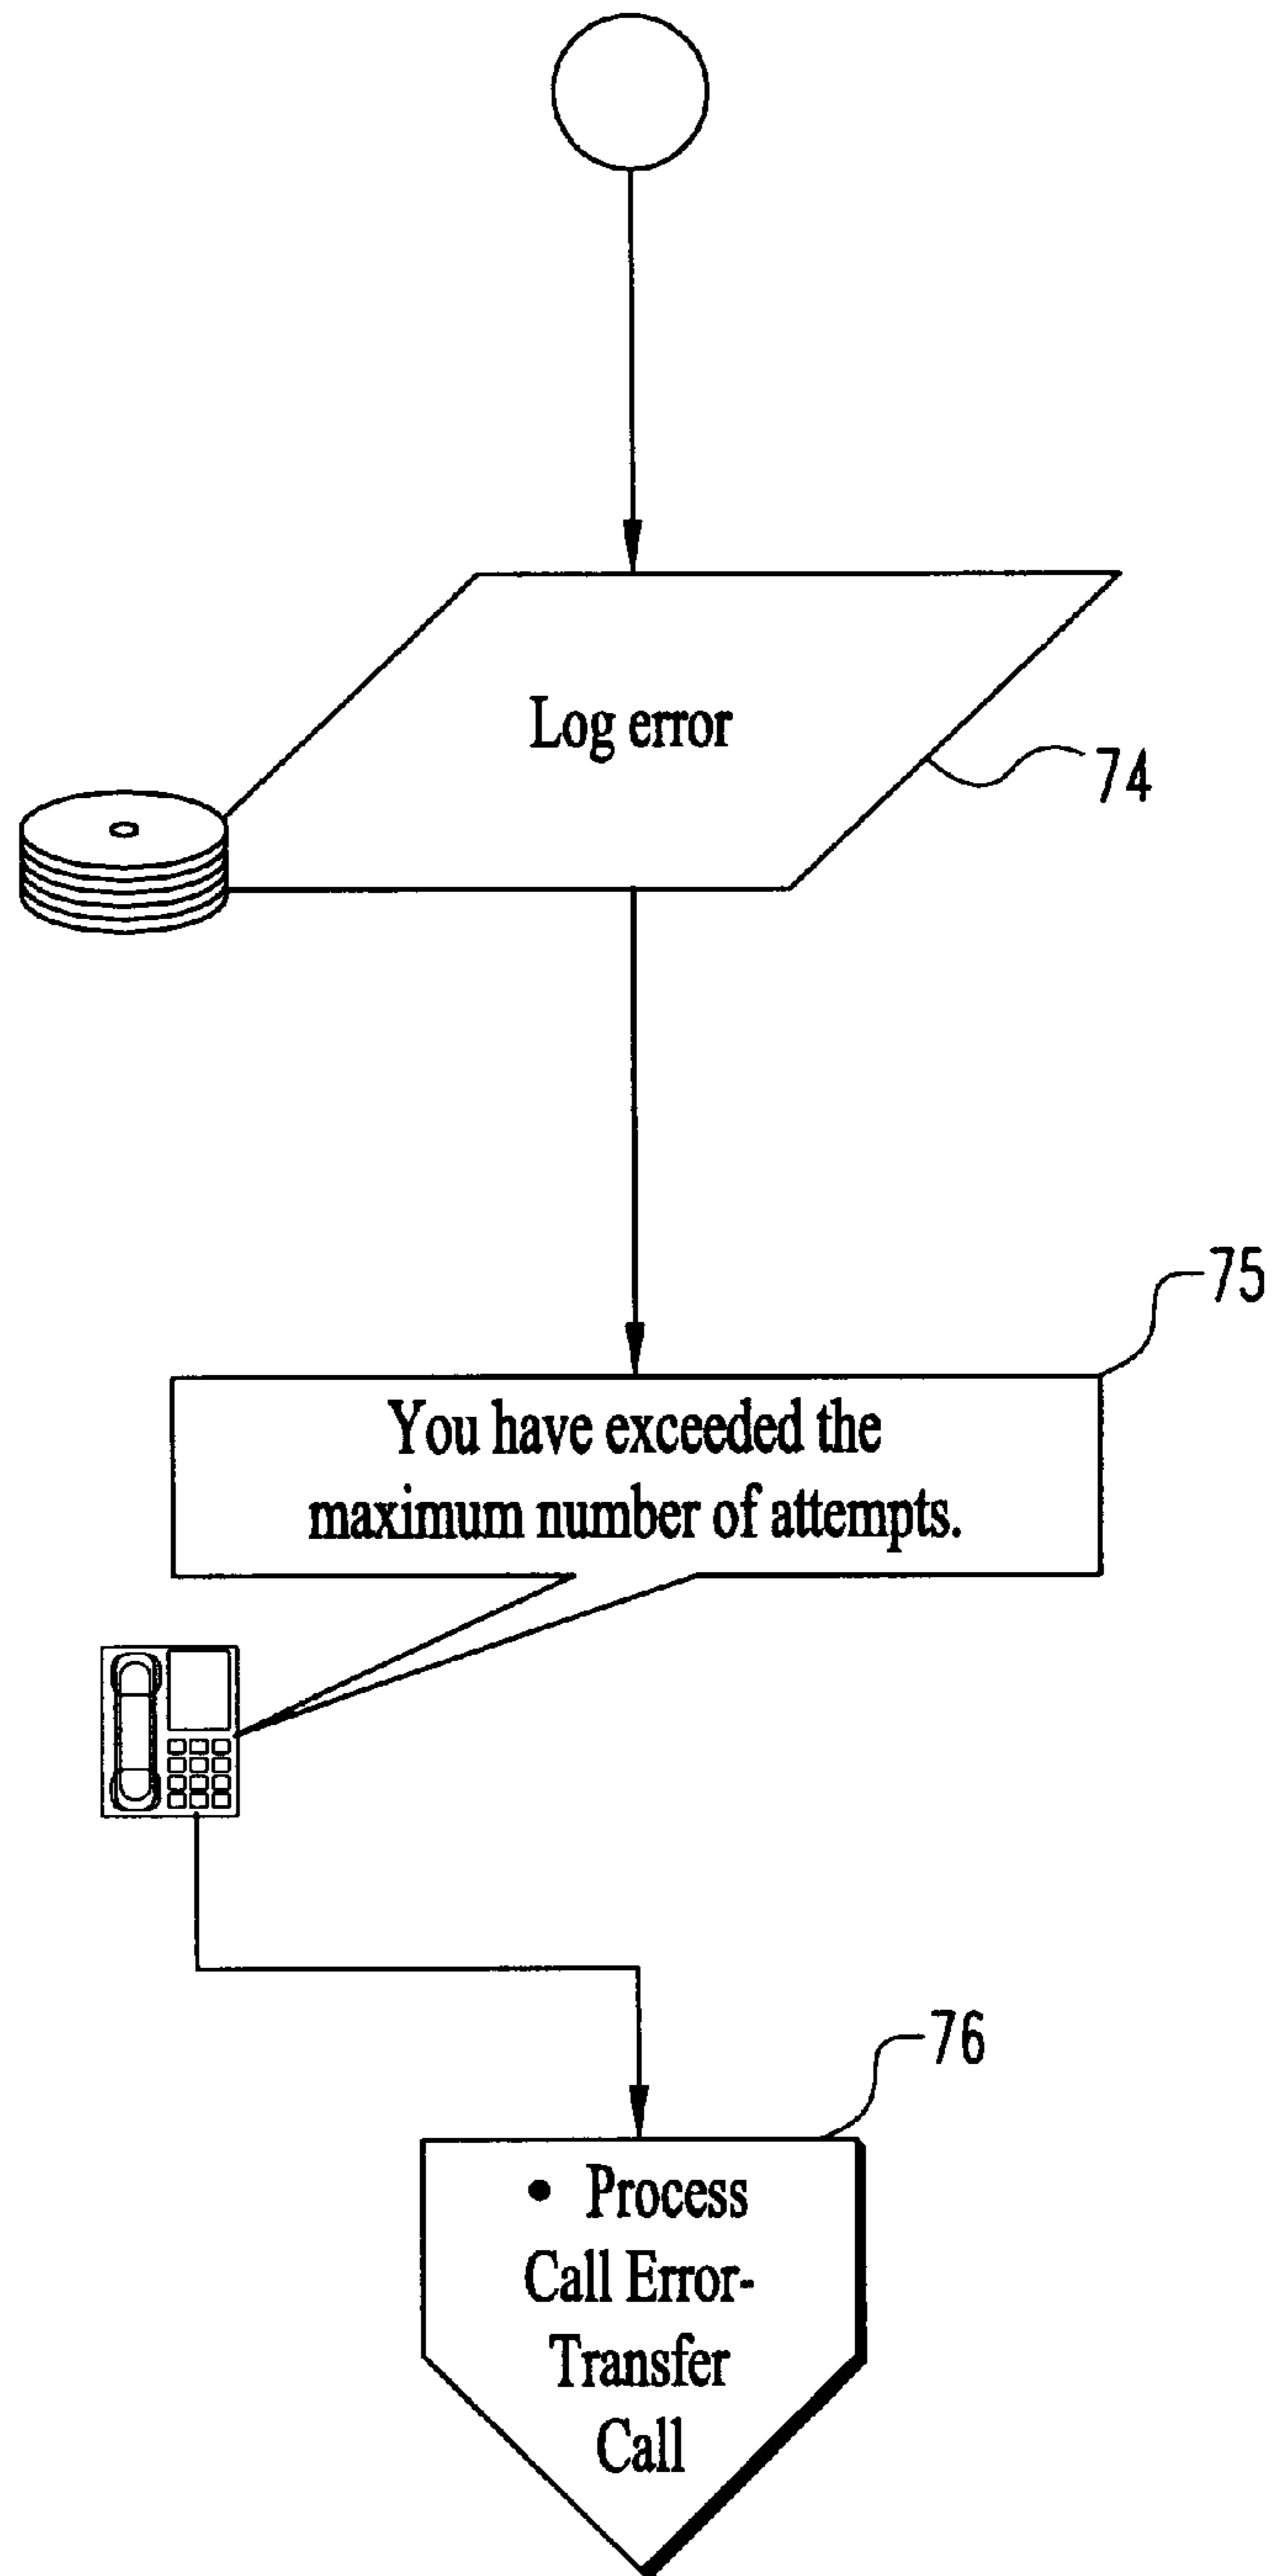 Log error
74
75
You have exceeded the
maximum number of attempts.
76
• Process
Call Error-
Transfer
Call